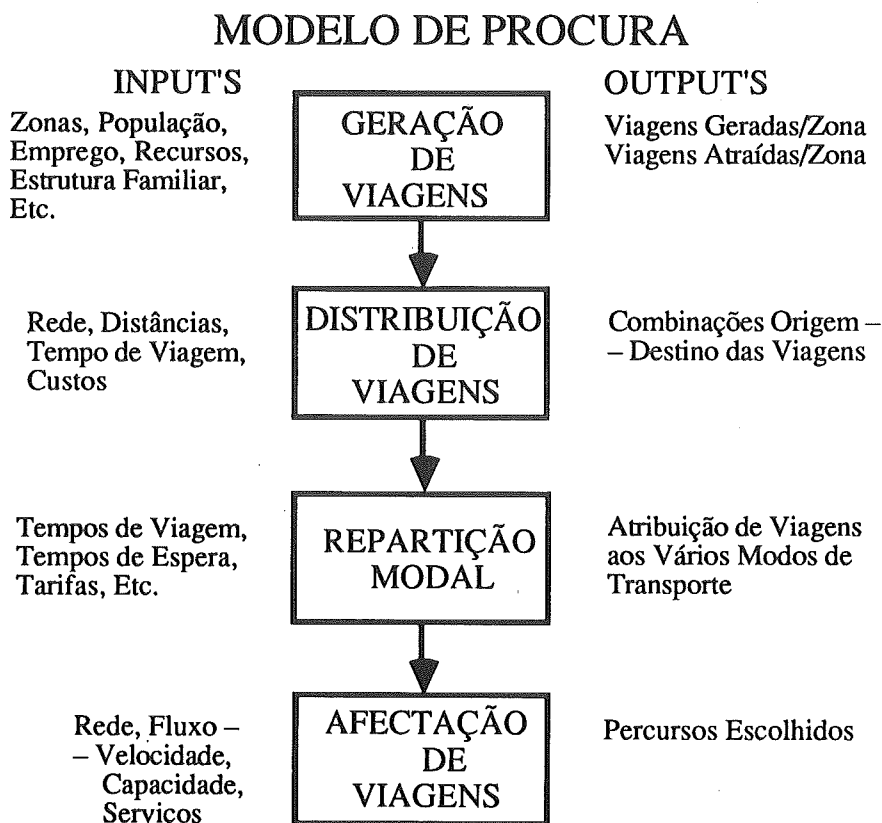 MODELO DE PROCURA
INPUT'S
OUTPUT'S
Zonas, População,
Emprego, Recursos,
Estrutura Familiar,
Etc.
GERAÇÃO
DE
VIAGENS
Viagens Geradas/Zona
Viagens Atraídas/Zona
Rede, Distâncias,
Tempo de Viagem,
Custos
DISTRIBUIÇÃO
DE
VIAGENS
Combinações Origem –
– Destino das Viagens
Tempos de Viagem,
Tempos de Espera,
Tarifas, Etc.
REPARTIÇÃO
MODAL
Atribuição de Viagens
aos Vários Modos de
Transporte
Rede, Fluxo –
– Velocidade,
Capacidade,
Serviços
AFECTAÇÃO
DE
VIAGENS
Percursos Escolhidos